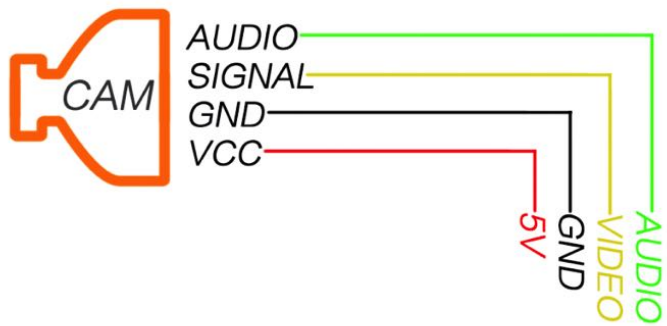 CAM
AUDIO
SIGNAL
GND
VCC
5V
GND
VIDEO
AUDIO